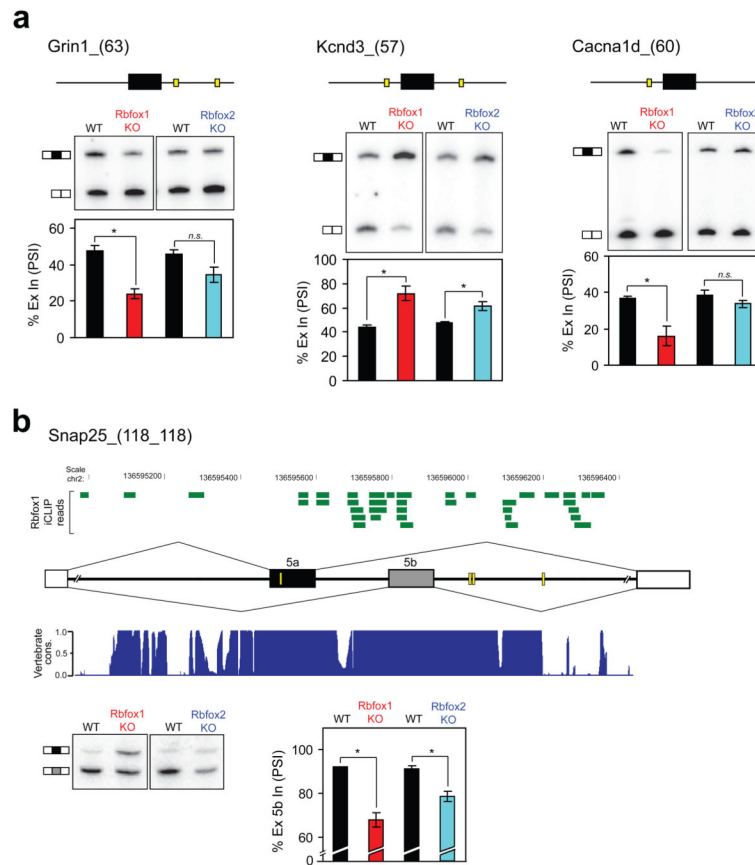 a
Grin1_(63)
Kcnd3_(57)
Cacna1d_(60)
WT Rbfox1 KO WT Rbfox2 KO
WT Rbfox1 KO WT Rbfox2 KO
WT Rbfox1 KO WT Rbfox2 KO
% Ex In (PSI)
60
40
20
0
* n.s.
% Ex In (PSI)
100
80
60
40
20
0
* *
% Ex In (PSI)
60
40
20
0
* n.s.
b
Snap25_(118_118)
Scale
chr2: 136595200 136595400 136595600 136595800 136596000 136596200 136596400
Rbfox1
iCLIP
reads
5a 5b
Vertebrate
cons.
1.0
0.5
0.0
WT Rbfox1 KO WT Rbfox2 KO
WT Rbfox1 KO WT Rbfox2 KO
% Ex 5b In (PSI)
100
80
60
0
* *